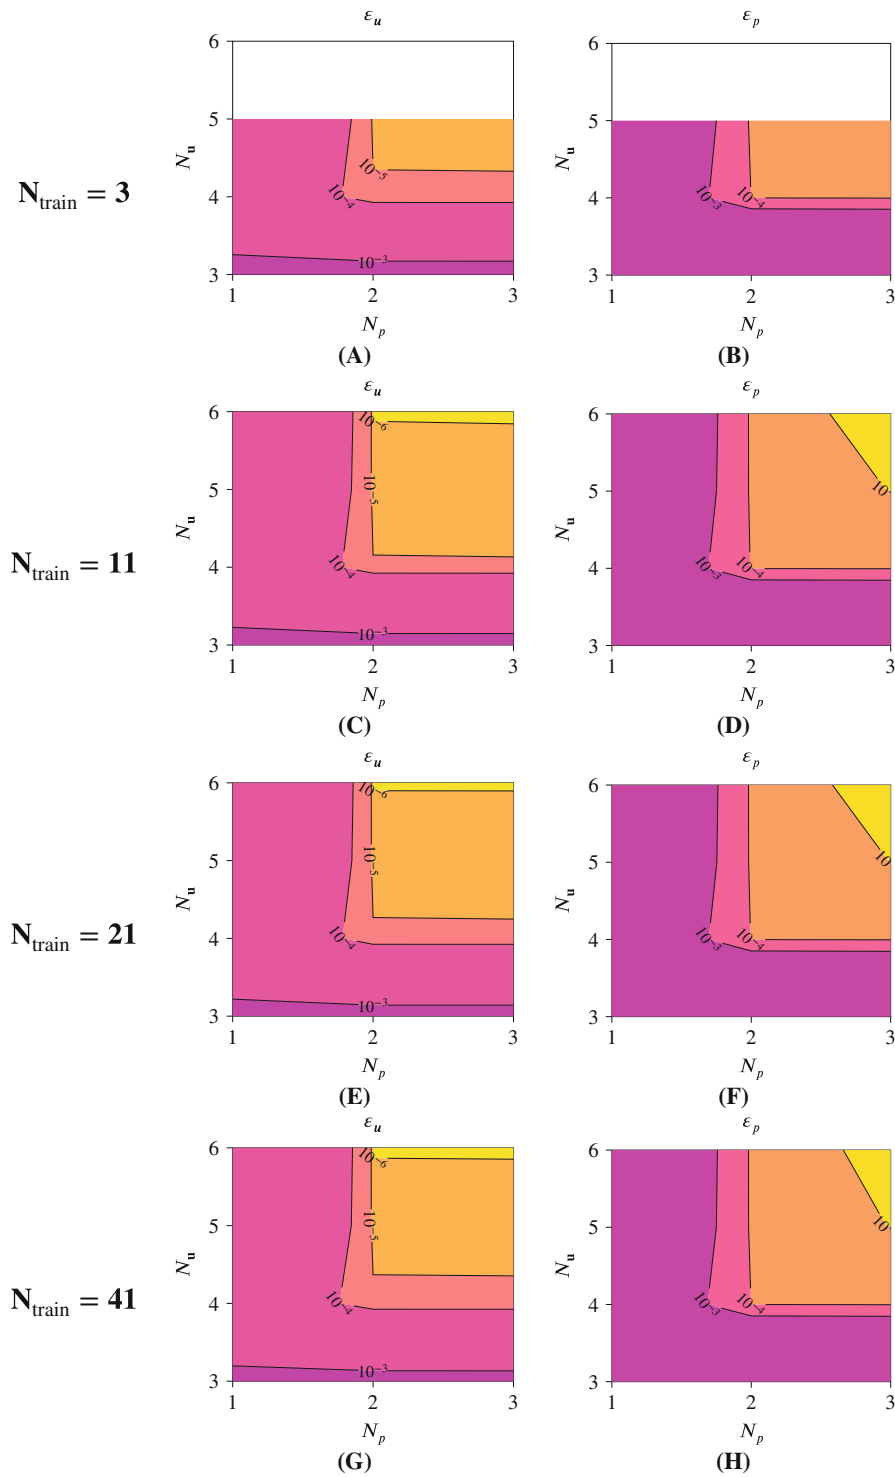 ε_u ε_p
6 6
5 5
N_u 10⁻⁵ N_u
N_train = 3
4 10⁻⁴ 4 10⁻³ 10⁻⁴
10⁻³
3 3
1 2 3 1 2 3
N_p N_p
(A) (B)
ε_u ε_p
6 10⁻⁶ 6
5 10⁻⁵ 5 10
N_u N_u
N_train = 11
4 10⁻⁴ 4 10⁻³ 10⁻⁴
10⁻³
3 3
1 2 3 1 2 3
N_p N_p
(C) (D)
ε_u ε_p
6 10⁻⁶ 6
5 10⁻⁵ 5 10
N_u N_u
N_train = 21
4 10⁻⁴ 4 10⁻³ 10⁻⁴
10⁻³
3 3
1 2 3 1 2 3
N_p N_p
(E) (F)
ε_u ε_p
6 10⁻⁶ 6
5 10⁻⁵ 5 10
N_u N_u
N_train = 41
4 10⁻⁴ 4 10⁻³ 10⁻⁴
10⁻³
3 3
1 2 3 1 2 3
N_p N_p
(G) (H)